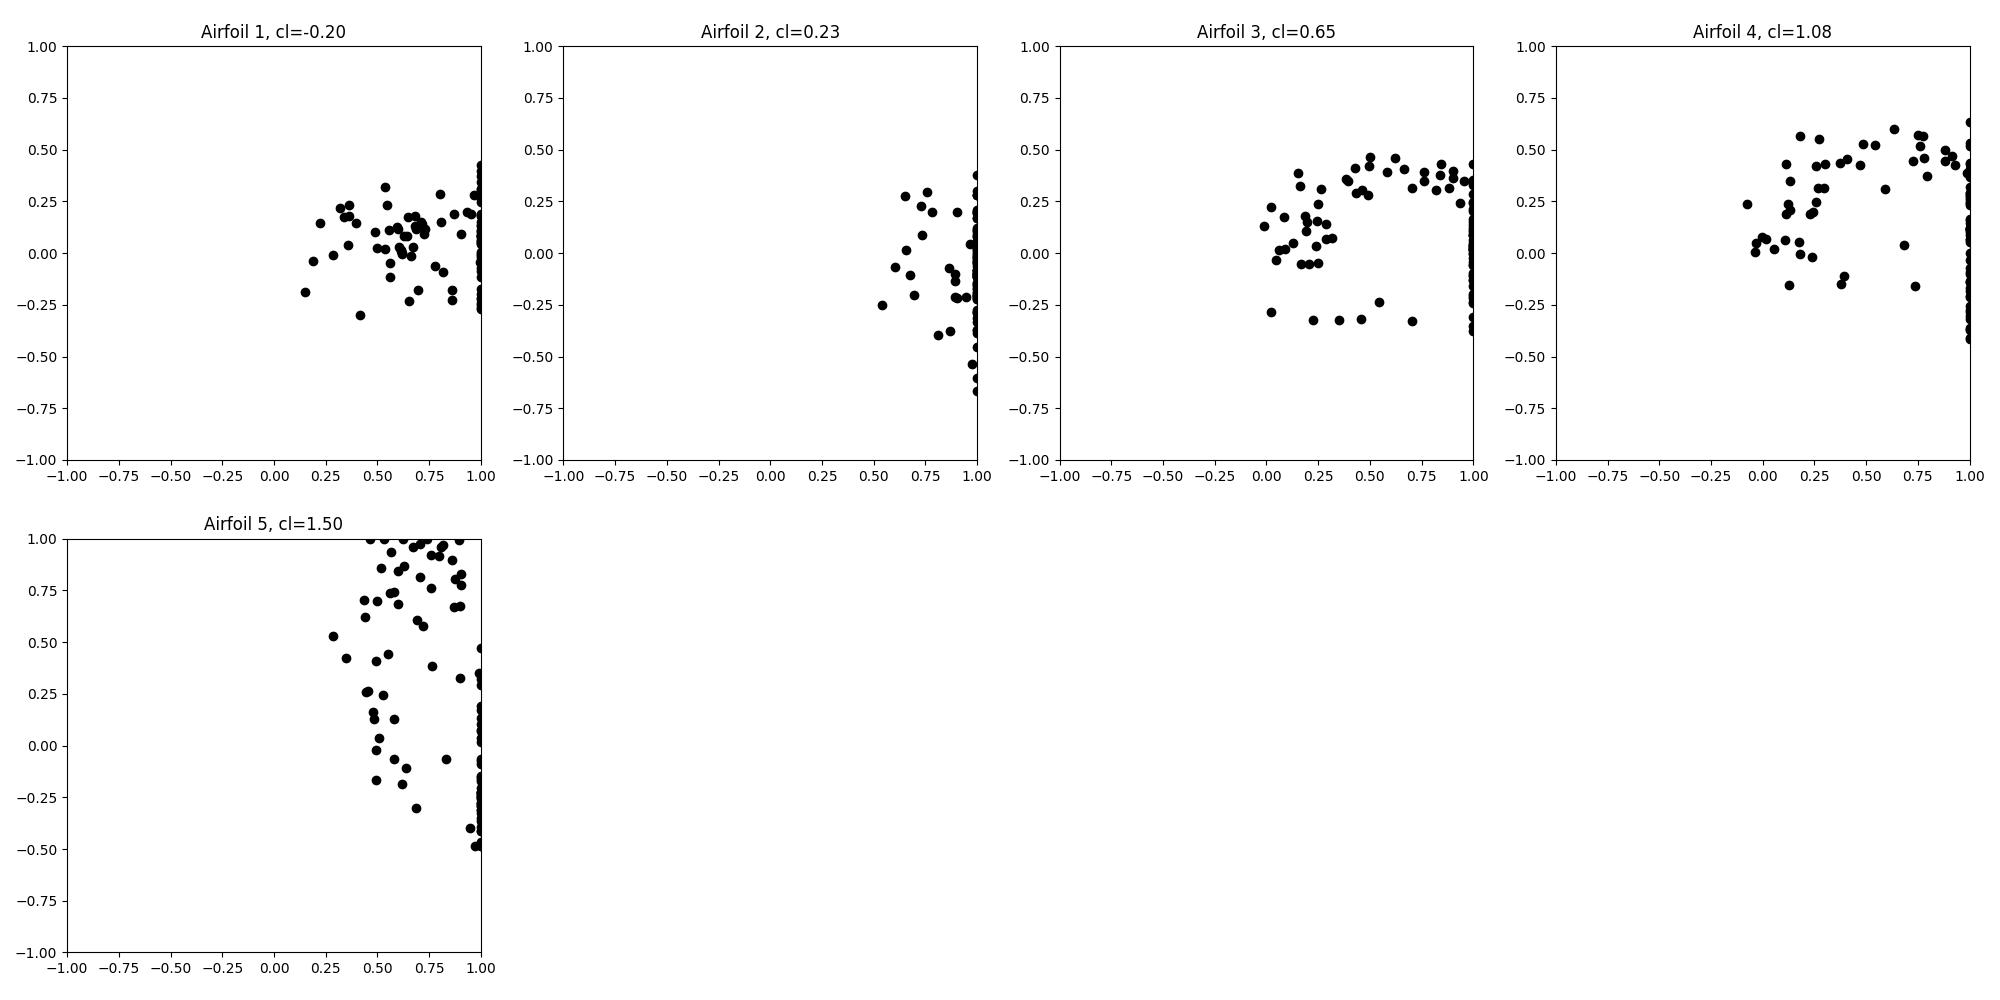 Airfoil 1, cl=-0.20
Airfoil 2, cl=0.23
Airfoil 3, cl=0.65
Airfoil 4, cl=1.08
1.00 1.00 1.00 1.00
0.75 0.75 0.75 0.75
0.50 0.50 0.50 0.50
0.25 0.25 0.25 0.25
0.00 0.00 0.00 0.00
−0.25 −0.25 −0.25 −0.25
−0.50 −0.50 −0.50 −0.50
−0.75 −0.75 −0.75 −0.75
−1.00 −1.00 −1.00 −1.00
−1.00 −0.75 −0.50 −0.25 0.00 0.25 0.50 0.75 1.00
−1.00 −0.75 −0.50 −0.25 0.00 0.25 0.50 0.75 1.00
−1.00 −0.75 −0.50 −0.25 0.00 0.25 0.50 0.75 1.00
−1.00 −0.75 −0.50 −0.25 0.00 0.25 0.50 0.75 1.00
Airfoil 5, cl=1.50
1.00
0.75
0.50
0.25
0.00
−0.25
−0.50
−0.75
−1.00
−1.00 −0.75 −0.50 −0.25 0.00 0.25 0.50 0.75 1.00